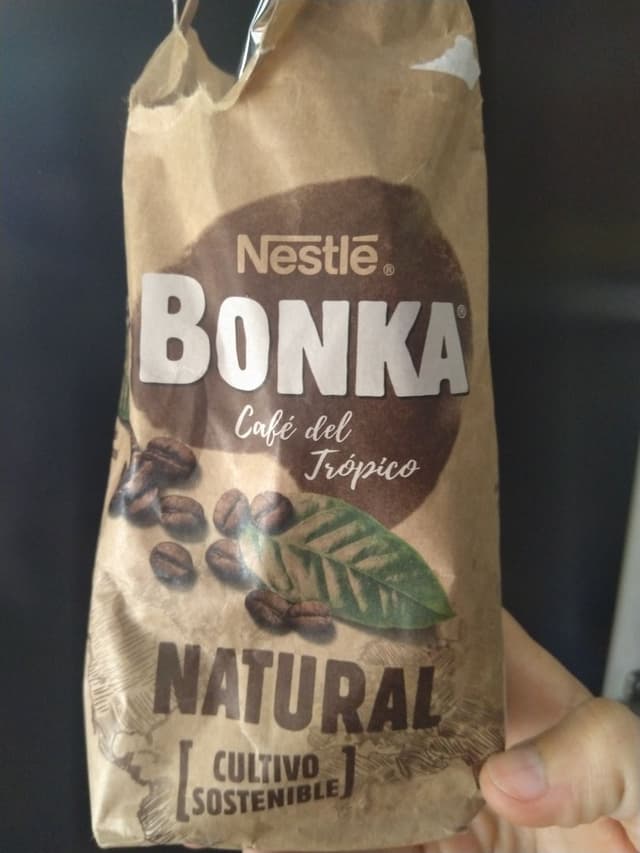 Nestlé®
BONKA®
Café del
Trópico
NATURAL
[CULTIVO
SOSTENIBLE]